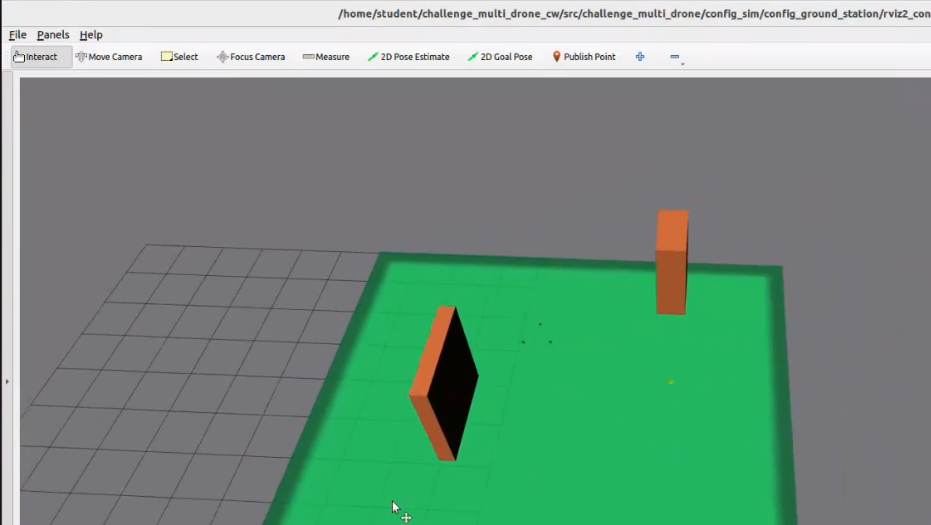 /home/student/challenge_multi_drone_cw/src/challenge_multi_drone/config_sim/config_ground_station/rviz2_con
File Panels Help
Interact Move Camera Select Focus Camera Measure 2D Pose Estimate 2D Goal Pose Publish Point